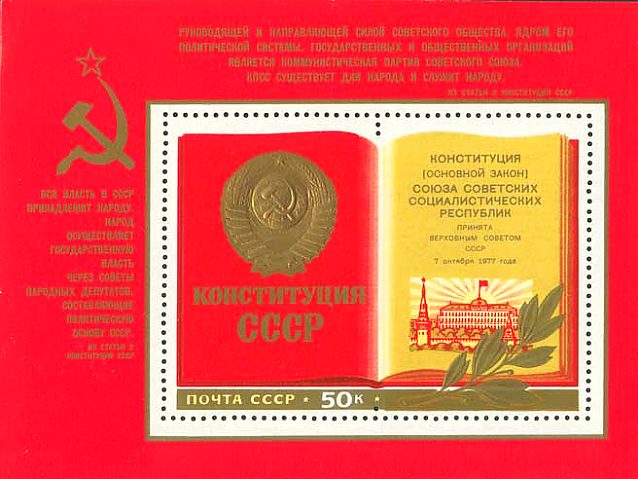 РУКОВОДЯЩЕЙ И НАПРАВЛЯЮЩЕЙ СИЛОЙ СОВЕТСКОГО ОБЩЕСТВА, ЯДРОМ ЕГО
ПОЛИТИЧЕСКОЙ СИСТЕМЫ, ГОСУДАРСТВЕННЫХ И ОБЩЕСТВЕННЫХ ОРГАНИЗАЦИЙ
ЯВЛЯЕТСЯ КОММУНИСТИЧЕСКАЯ ПАРТИЯ СОВЕТСКОГО СОЮЗА.
КПСС СУЩЕСТВУЕТ ДЛЯ НАРОДА И СЛУЖИТ НАРОДУ.
ИЗ СТАТЬИ 6 КОНСТИТУЦИИ СССР
ВСЯ ВЛАСТЬ В СССР
ПРИНАДЛЕЖИТ НАРОДУ.
НАРОД
ОСУЩЕСТВЛЯЕТ
ГОСУДАРСТВЕННУЮ
ВЛАСТЬ
ЧЕРЕЗ СОВЕТЫ
НАРОДНЫХ ДЕПУТАТОВ,
СОСТАВЛЯЮЩИЕ
ПОЛИТИЧЕСКУЮ
ОСНОВУ СССР.
ИЗ СТАТЬИ 2
КОНСТИТУЦИИ СССР
КОНСТИТУЦИЯ
СССР
КОНСТИТУЦИЯ
[ОСНОВНОЙ ЗАКОН]
СОЮЗА СОВЕТСКИХ
СОЦИАЛИСТИЧЕСКИХ
РЕСПУБЛИК
ПРИНЯТА
ВЕРХОВНЫМ СОВЕТОМ
СССР
7 октября 1977 года
ПОЧТА СССР ★ 50К ★